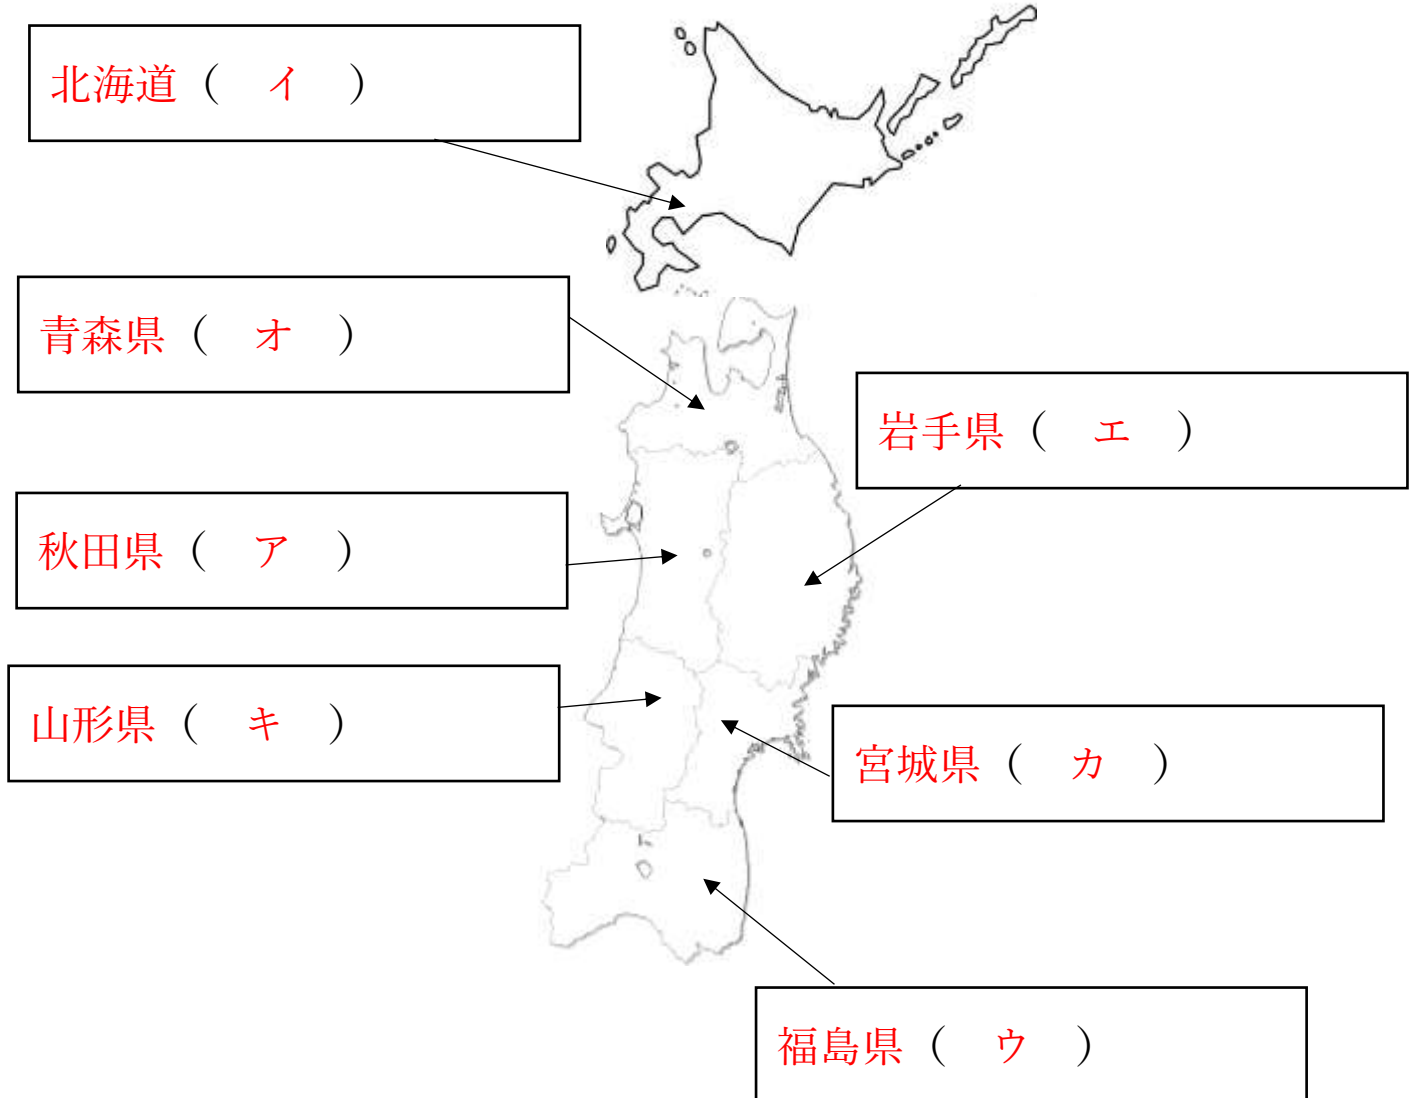 北海道（　イ　）
青森県（　オ　）
岩手県（　エ　）
秋田県（　ア　）
山形県（　キ　）
宮城県（　カ　）
福島県（　ウ　）